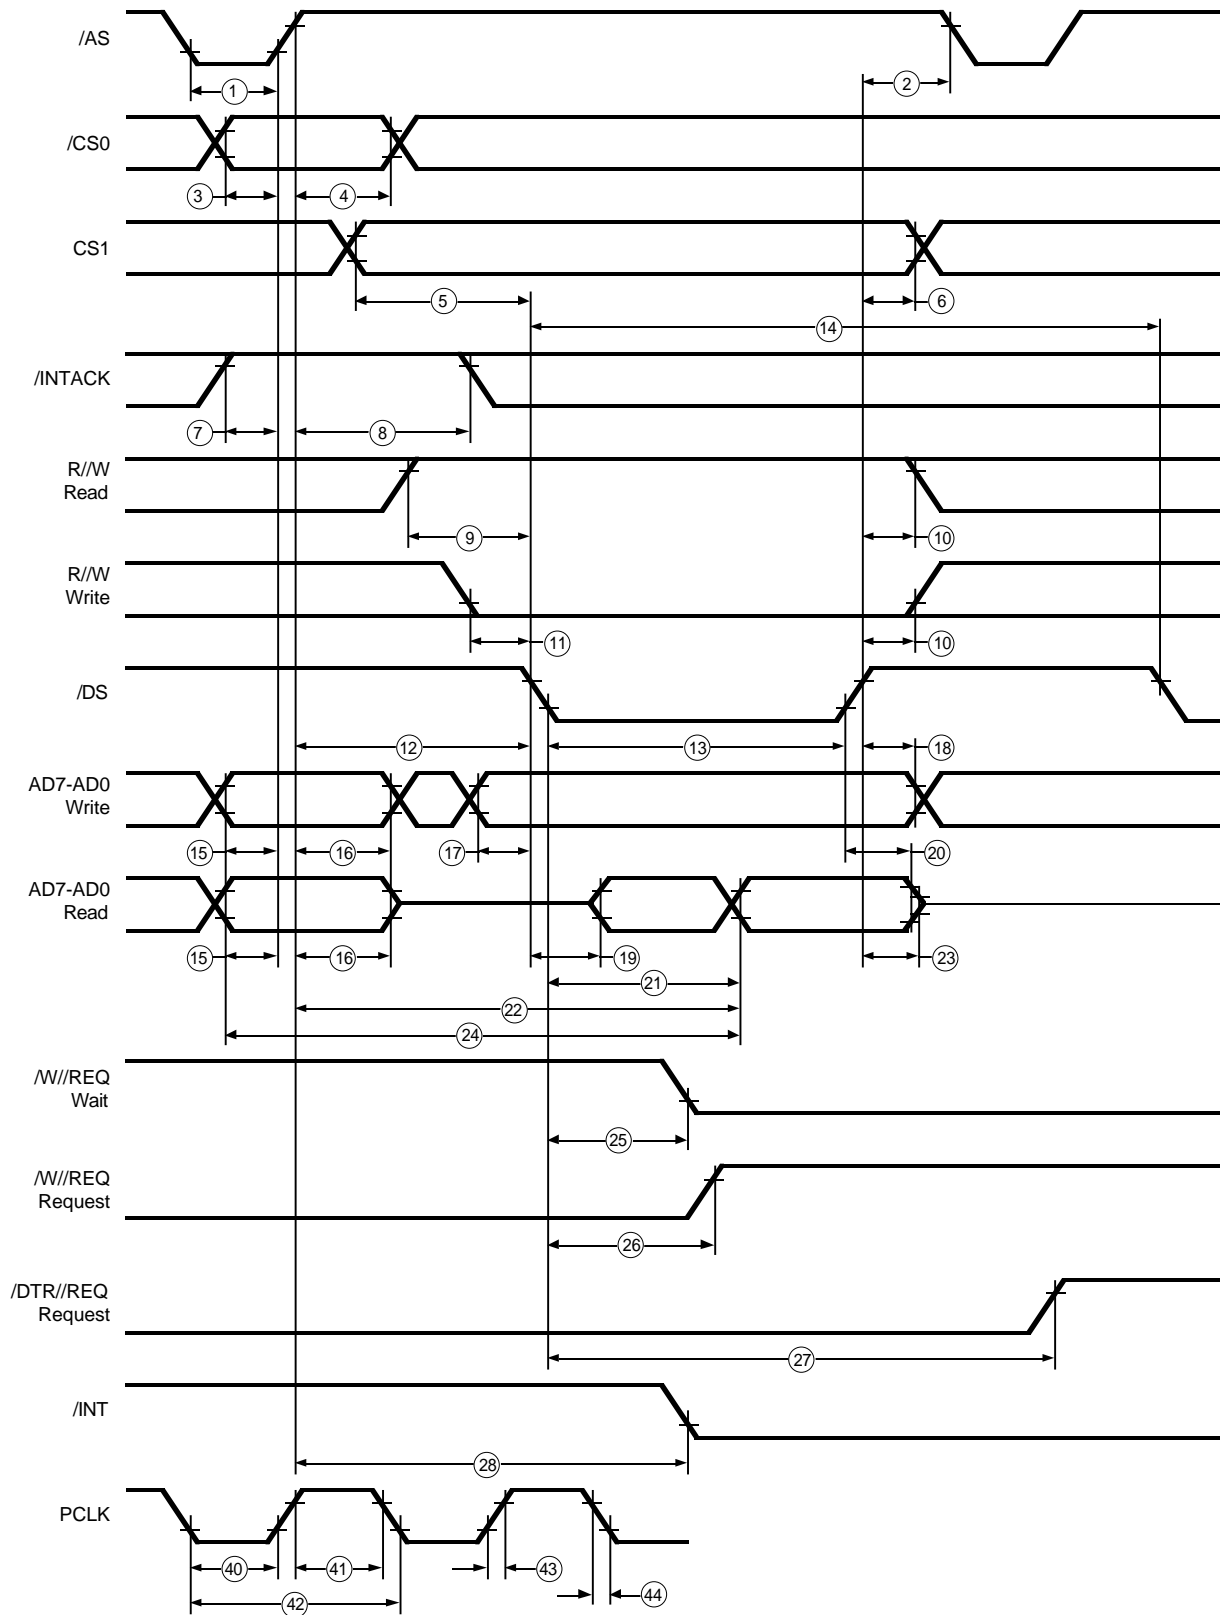 /AS
1
2
/CS0
3
4
CS1
5
6
14
/INTACK
7
8
R//W
Read
9
10
R//W
Write
11
10
/DS
12
13
18
AD7-AD0
Write
15
16
17
20
AD7-AD0
Read
15
16
19
23
21
22
24
/W//REQ
Wait
25
/W//REQ
Request
26
/DTR//REQ
Request
27
/INT
28
PCLK
40
41
43
42
44